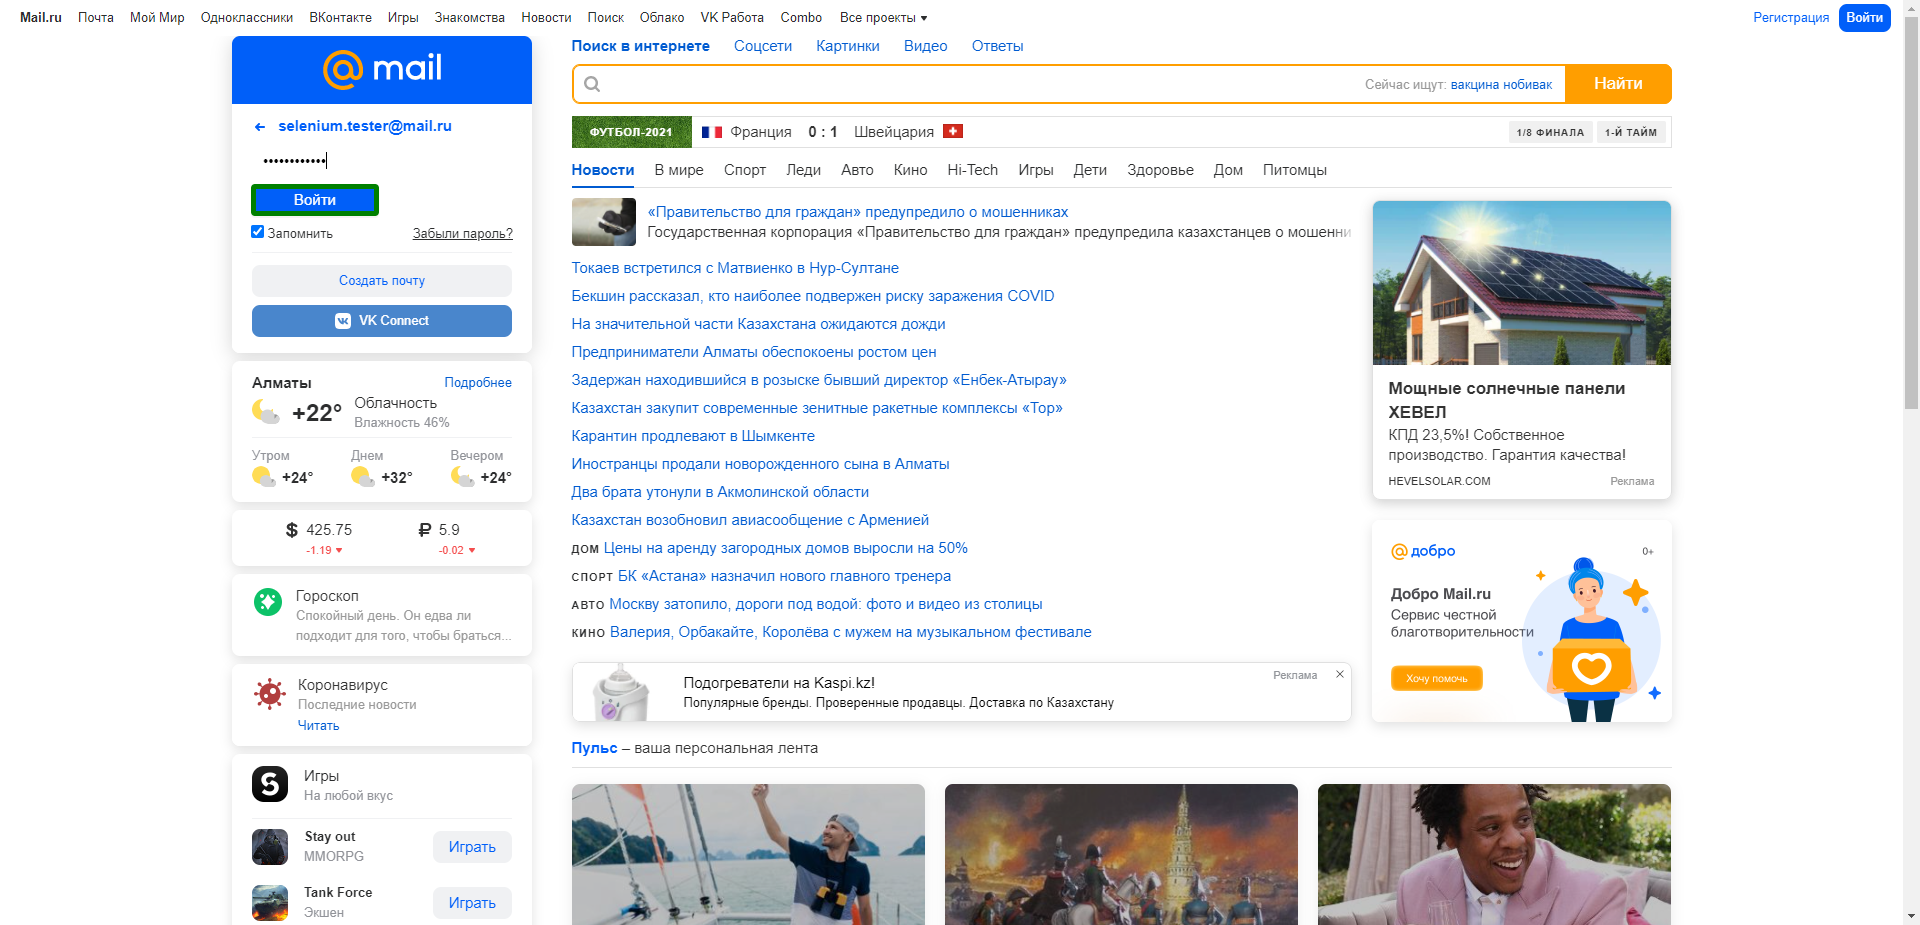 Mail.ru Почта Мой Мир Одноклассники ВКонтакте Игры Знакомства Новости Поиск Облако VK Работа Combo Все проекты
Регистрация Войти
mail
selenium.tester@mail.ru
Войти
Запомнить Забыли пароль?
Создать почту
VK Connect
Алматы Подробнее
+22° Облачность
Влажность 46%
Утром Днем Вечером
+24° +32° +24°
$ 425.75 ₽ 5.9
-1.19 -0.02
Гороскоп
Спокойный день. Он едва ли
подходит для того, чтобы браться...
Коронавирус
Последние новости
Читать
Игры
На любой вкус
Stay out
MMORPG
Играть
Tank Force
Экшен
Играть
Поиск в интернете Соцсети Картинки Видео Ответы
Сейчас ищут: вакцина нобивак Найти
ФУТБОЛ-2021 Франция 0 : 1 Швейцария 1/8 ФИНАЛА 1-Й ТАЙМ
Новости В мире Спорт Леди Авто Кино Hi-Tech Игры Дети Здоровье Дом Питомцы
«Правительство для граждан» предупредило о мошенниках
Государственная корпорация «Правительство для граждан» предупредила казахстанцев о мошенни
Токаев встретился с Матвиенко в Нур-Султане
Бекшин рассказал, кто наиболее подвержен риску заражения COVID
На значительной части Казахстана ожидаются дожди
Предприниматели Алматы обеспокоены ростом цен
Задержан находившийся в розыске бывший директор «Енбек-Атырау»
Казахстан закупит современные зенитные ракетные комплексы «Тор»
Карантин продлевают в Шымкенте
Иностранцы продали новорожденного сына в Алматы
Два брата утонули в Акмолинской области
Казахстан возобновил авиасообщение с Арменией
ДОМ Цены на аренду загородных домов выросли на 50%
СПОРТ БК «Астана» назначил нового главного тренера
АВТО Москву затопило, дороги под водой: фото и видео из столицы
КИНО Валерия, Орбакайте, Королёва с мужем на музыкальном фестивале
Подогреватели на Kaspi.kz!
Популярные бренды. Проверенные продавцы. Доставка по Казахстану
Реклама
Пульс – ваша персональная лента
Мощные солнечные панели
ХЕВЕЛ
КПД 23,5%! Собственное
производство. Гарантия качества!
HEVELSOLAR.COM Реклама
добро 0+
Добро Mail.ru
Сервис честной
благотворительности
Хочу помочь